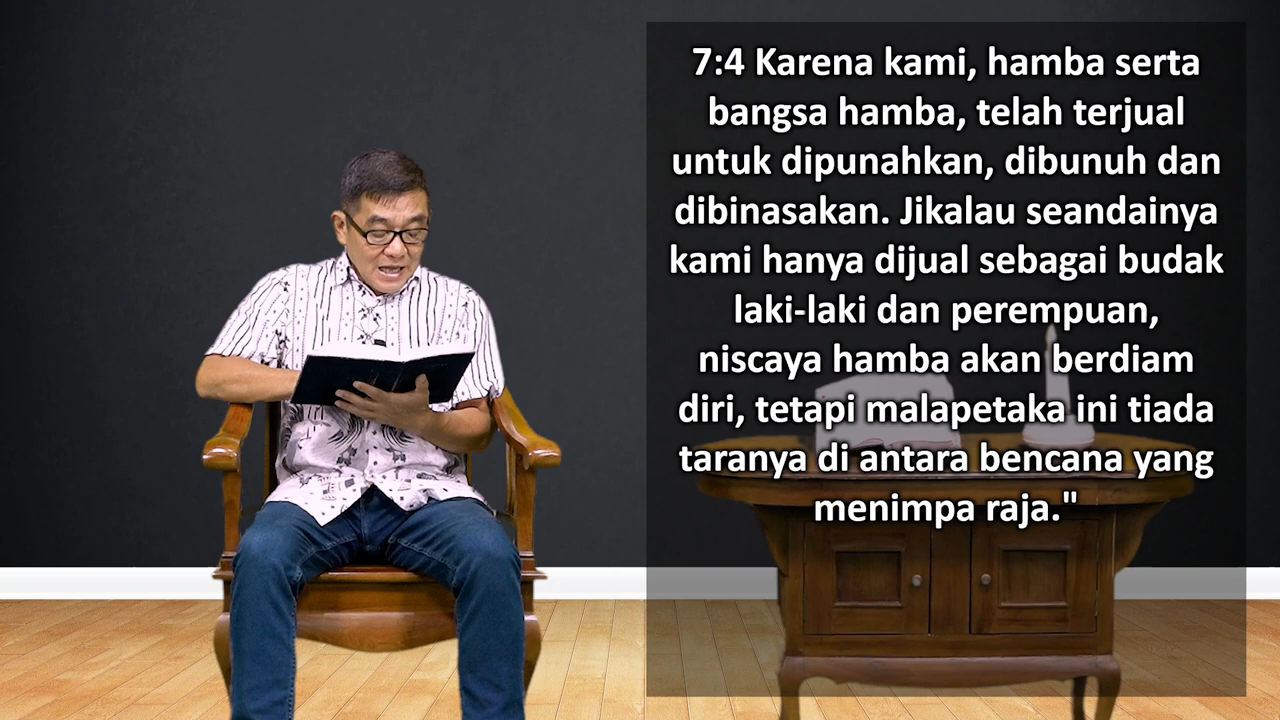 7:4 Karena kami, hamba serta
bangsa hamba, telah terjual
untuk dipunahkan, dibunuh dan
dibinasakan. Jikalau seandainya
kami hanya dijual sebagai budak
laki-laki dan perempuan,
niscaya hamba akan berdiam
diri, tetapi malapetaka ini tiada
taranya di antara bencana yang
menimpa raja."